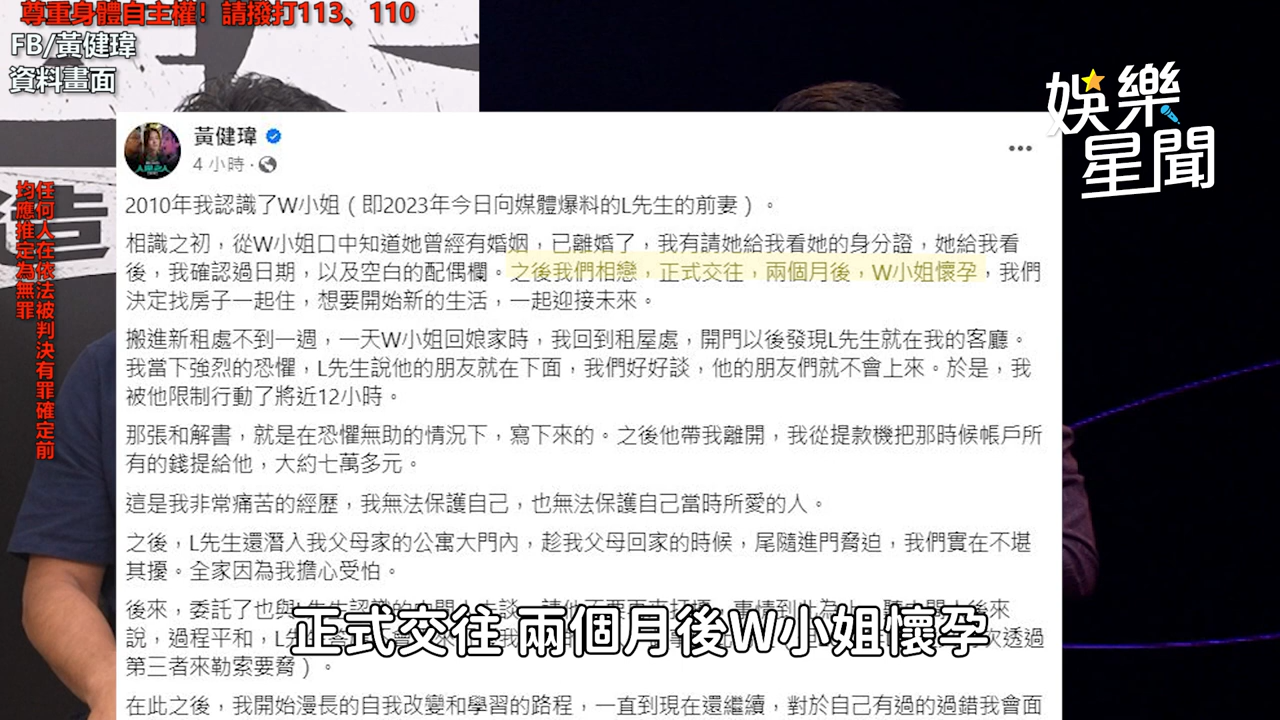 尊重身體自主權！請撥打113、110
FB/黃健瑋
資料畫面
娛樂
星聞
任何人在依法被判決有罪確定前
均應推定為無罪
造
黃健瑋
4 小時
2010年我認識了W小姐（即2023年今日向媒體爆料的L先生的前妻）。
相識之初，從W小姐口中知道她曾經有婚姻，已離婚了，我有請她給我看她的身分證，她給我看
後，我確認過日期，以及空白的配偶欄。之後我們相戀，正式交往，兩個月後，W小姐懷孕，我們
決定找房子一起住，想要開始新的生活，一起迎接未來。
搬進新租處不到一週，一天W小姐回娘家時，我回到租屋處，開門以後發現L先生就在我的客廳。
我當下強烈的恐懼，L先生說他的朋友就在下面，我們好好談，他的朋友們就不會上來。於是，我
被他限制行動了將近12小時。
那張和解書，就是在恐懼無助的情況下，寫下來的。之後他帶我離開，我從提款機把那時候帳戶所
有的錢提給他，大約七萬多元。
這是我非常痛苦的經歷，我無法保護自己，也無法保護自己當時所愛的人。
之後，L先生還潛入我父母家的公寓大門內，趁我父母回家的時候，尾隨進門脅迫，我們實在不堪
其擾。全家因為我擔心受怕。
後來，委託了也與
說，過程平和，
次透過
第三者來勒索要脅）。
正式交往 兩個月後W小姐懷孕
在此之後，我開始漫長的自我改變和學習的路程，一直到現在還繼續，對於自己有過的過錯我會面